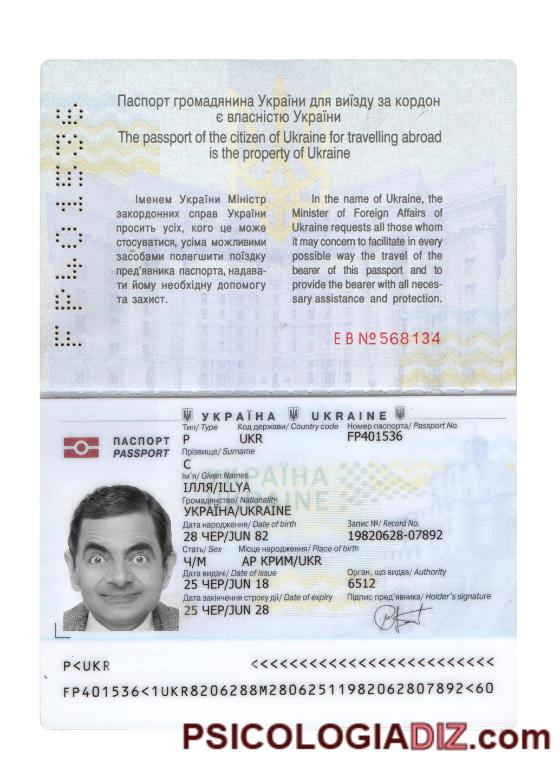 Паспорт громадянина України для виїзду за кордон
є власністю України
The passport of the citizen of Ukraine for travelling abroad
is the property of Ukraine
FP401536
Іменем України Міністр
закордонних справ України
просить усіх, кого це може
стосуватися, усіма можливими
засобами полегшити поїздку
пред'явника паспорта, надава-
ти йому необхідну допомогу
та захист.
In the name of Ukraine, the
Minister of Foreign Affairs of
Ukraine requests all those whom
it may concern to facilitate in every
possible way the travel of the
bearer of this passport and to
provide the bearer with all neces-
sary assistance and protection.
ЕВ №568134
УКРАЇНА UKRAINE
ПАСПОРТ
PASSPORT
Тип/ Type Код держави/ Country code Номер паспорта/ Passport No.
P UKR FP401536
Прізвище/ Surname
С
Ім'я/ Given Names
ІЛЛЯ/ILLYA
Громадянство/ Nationality
УКРАЇНА/UKRAINE
Дата народження/ Date of birth Запис №/ Record No.
28 ЧЕР/JUN 82 19820628-07892
Стать/ Sex Місце народження/ Place of birth
Ч/М АР КРИМ/UKR
Дата видачі/ Date of issue Орган, що видав/ Authority
25 ЧЕР/JUN 18 6512
Дата закінчення строку дії/ Date of expiry Підпис пред'явника/ Holder's signature
25 ЧЕР/JUN 28
P<UKR <<<<<<<<<<<<<<<<<<<<<<<<<<
FP401536<1UKR8206288M28062511982062807892<60
PSICOLOGIADIZ.com